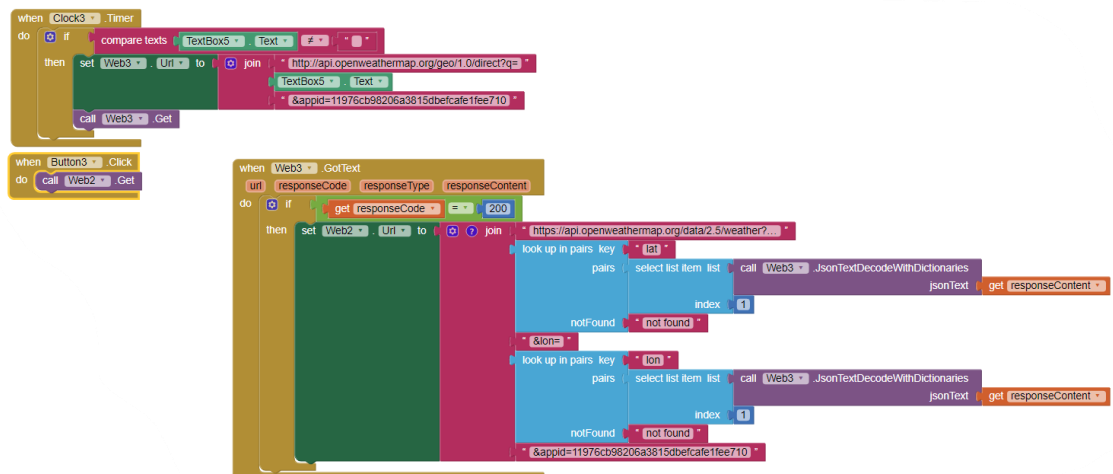 when Clock3 .Timer
do if compare texts TextBox5 . Text ≠ " "
then set Web3 . Url to join " http://api.openweathermap.org/geo/1.0/direct?q= "
TextBox5 . Text
" &appid=11976cb98206a3815dbefcafe1fee710 "
call Web3 .Get
when Button3 .Click
do call Web2 .Get
when Web3 .GotText
url responseCode responseType responseContent
do if get responseCode = 200
then set Web2 . Url to ? join " https://api.openweathermap.org/data/2.5/weather?... "
look up in pairs key " lat "
pairs select list item list call Web3 .JsonTextDecodeWithDictionaries
jsonText get responseContent
index 1
notFound " not found "
" &lon= "
look up in pairs key " lon "
pairs select list item list call Web3 .JsonTextDecodeWithDictionaries
jsonText get responseContent
index 1
notFound " not found "
" &appid=11976cb98206a3815dbefcafe1fee710 "